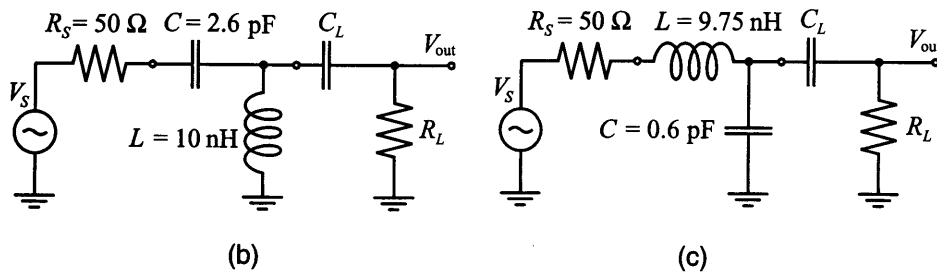 R_S = 50 Ω C = 2.6 pF C_L
V_out
V_S
L = 10 nH
R_L
(b)
R_S = 50 Ω L = 9.75 nH C_L
V_ou
V_S
C = 0.6 pF
R_L
(c)